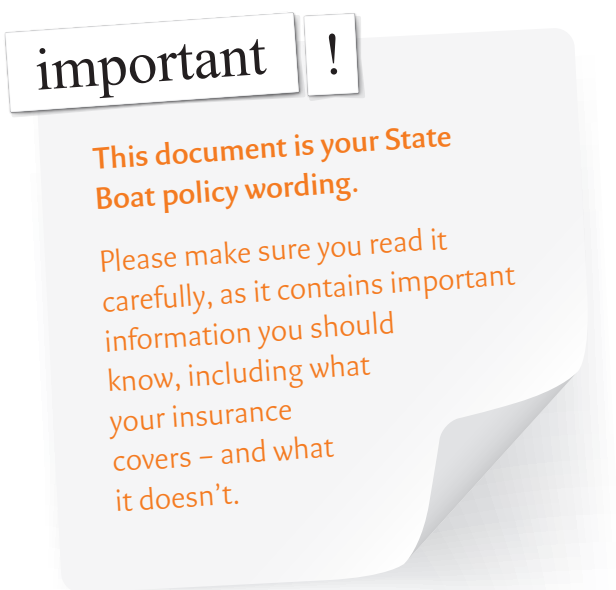 important !
This document is your State
Boat policy wording.
Please make sure you read it
carefully, as it contains important
information you should
know, including what
your insurance
covers – and what
it doesn’t.